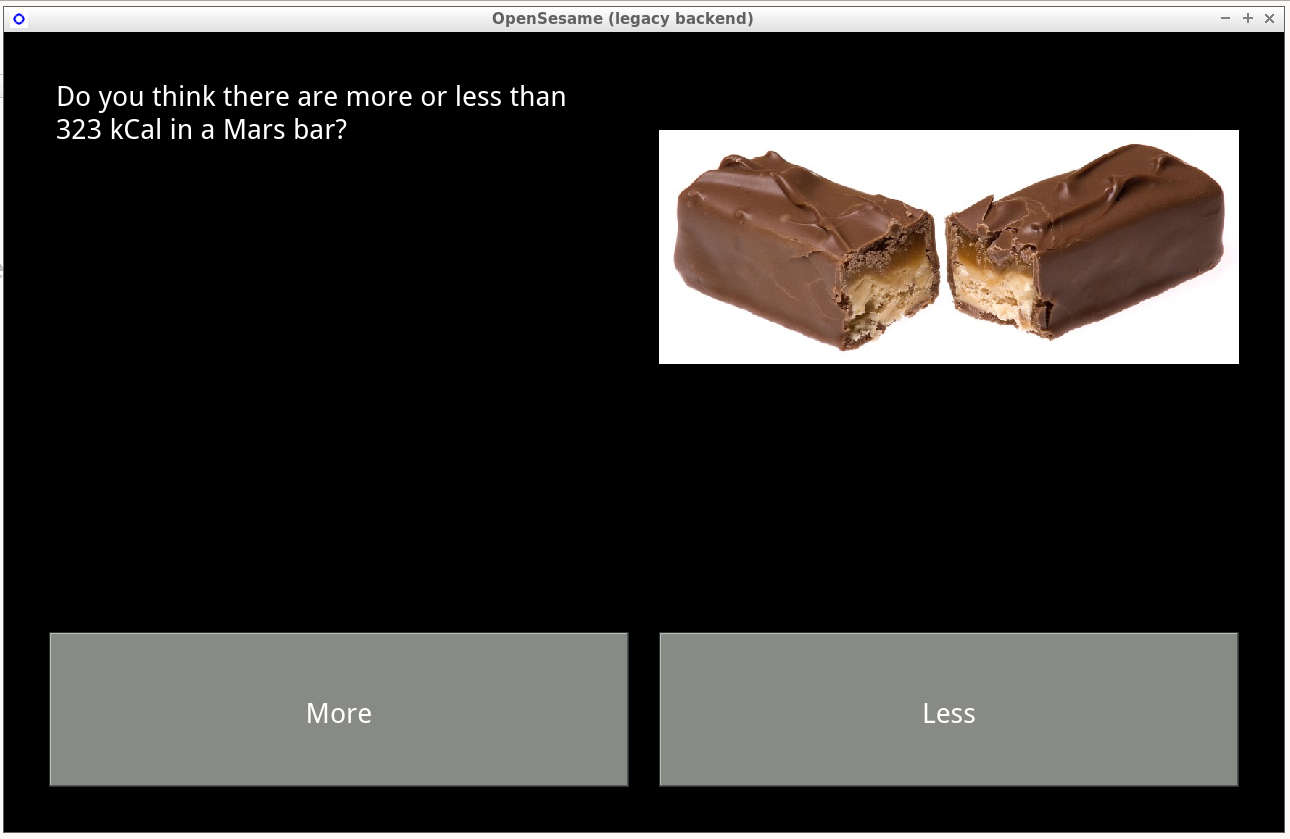 OpenSesame (legacy backend)
Do you think there are more or less than
323 kCal in a Mars bar?
More
Less